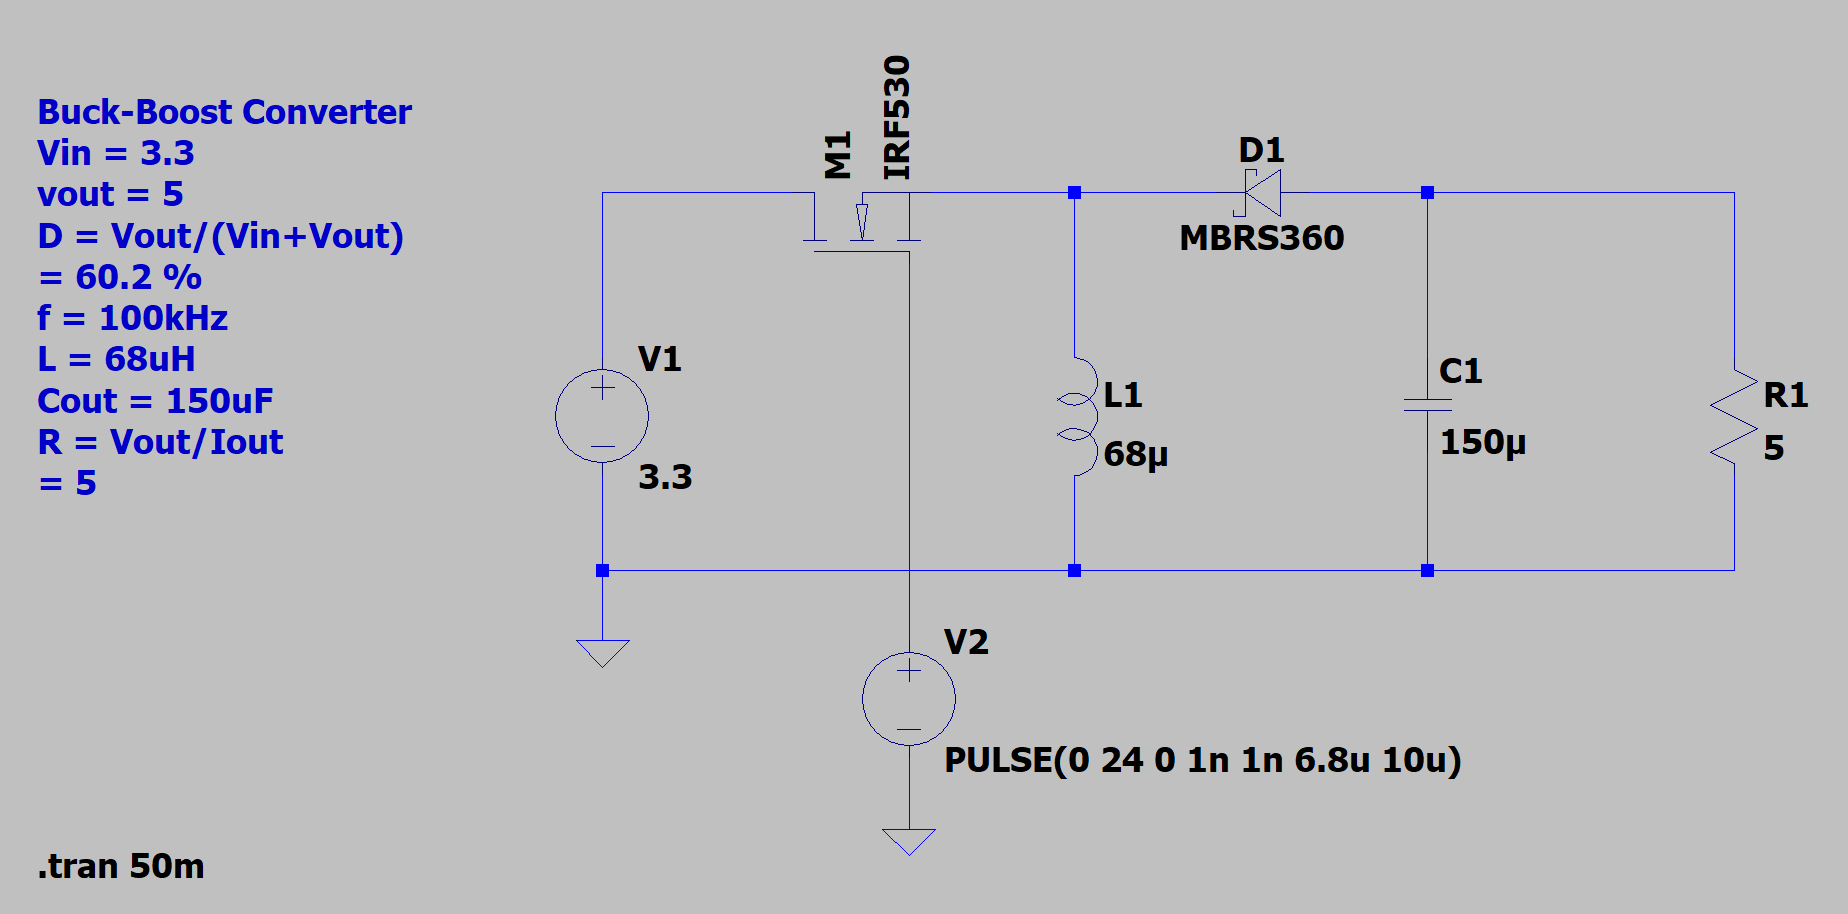 Buck-Boost Converter
Vin = 3.3
vout = 5
D = Vout/(Vin+Vout)
= 60.2 %
f = 100kHz
L = 68uH
Cout = 150uF
R = Vout/Iout
= 5
M1
IRF530
D1
MBRS360
V1
3.3
L1
68µ
C1
150µ
R1
5
V2
PULSE(0 24 0 1n 1n 6.8u 10u)
.tran 50m